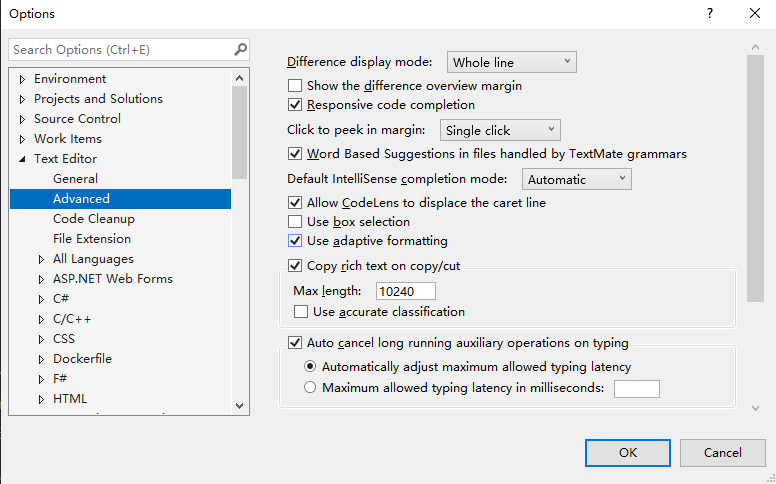 Options
?
Search Options (Ctrl+E)
Environment
Projects and Solutions
Source Control
Work Items
Text Editor
General
Advanced
Code Cleanup
File Extension
All Languages
ASP.NET Web Forms
C#
C/C++
CSS
Dockerfile
F#
HTML
Difference display mode: Whole line
Show the difference overview margin
Responsive code completion
Click to peek in margin: Single click
Word Based Suggestions in files handled by TextMate grammars
Default IntelliSense completion mode: Automatic
Allow CodeLens to displace the caret line
Use box selection
Use adaptive formatting
Copy rich text on copy/cut
Max length: 10240
Use accurate classification
Auto cancel long running auxiliary operations on typing
Automatically adjust maximum allowed typing latency
Maximum allowed typing latency in milliseconds:
OK Cancel